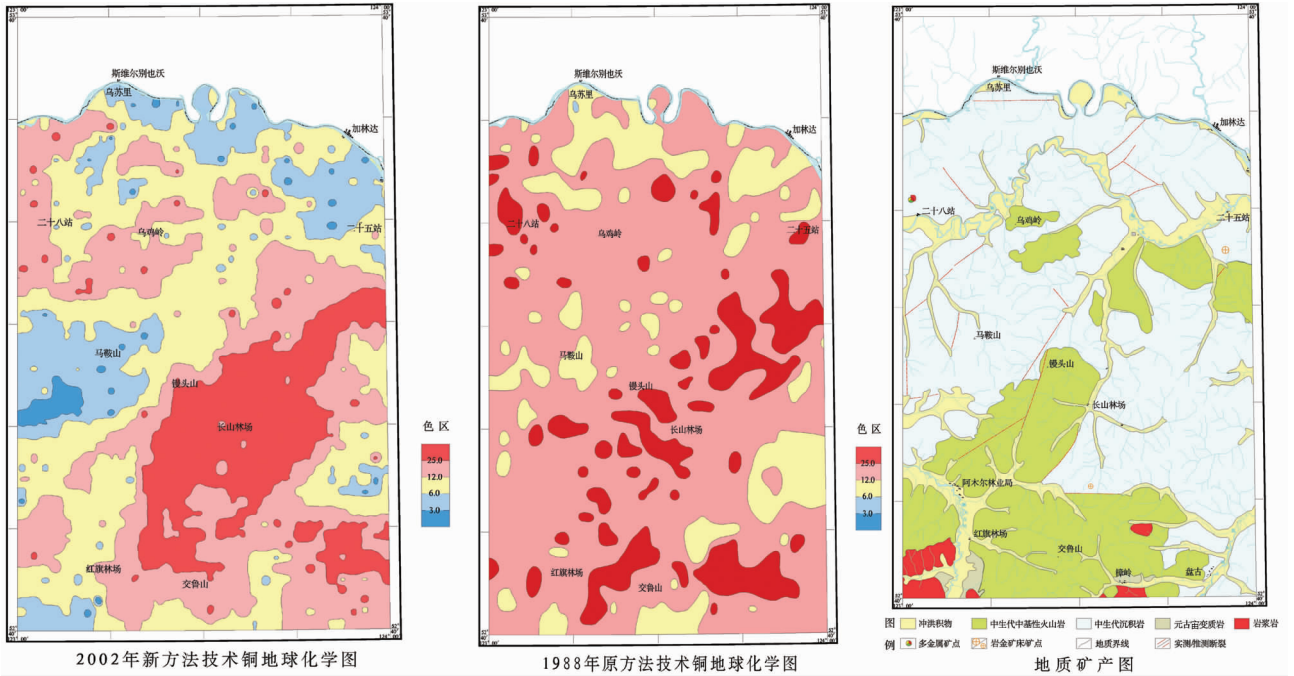 斯维尔别也沃
乌苏里
加林达
二十八站
乌鸡岭
二十五站
马鞍山
馒头山
长山林场
红旗林场
交鲁山
2002年新方法技术铜地球化学图
色区
25.0
12.0
6.0
3.0
斯维尔别也沃
乌苏里
加林达
二十八站
乌鸡岭
二十五站
马鞍山
馒头山
长山林场
红旗林场
交鲁山
1988年原方法技术铜地球化学图
色区
25.0
12.0
6.0
3.0
斯维尔别也沃
乌苏里
加林达
二十八站
乌鸡岭
二十五站
马鞍山
馒头山
长山林场
阿木尔林业局
红旗林场
交鲁山
樟岭
盘古
图例
冲洪积物 中生代中基性火山岩 中生代沉积岩 元古宙变质岩 岩浆岩
多金属矿点 岩金矿床/矿点 地质界线 实测/推测断裂
地质矿产图